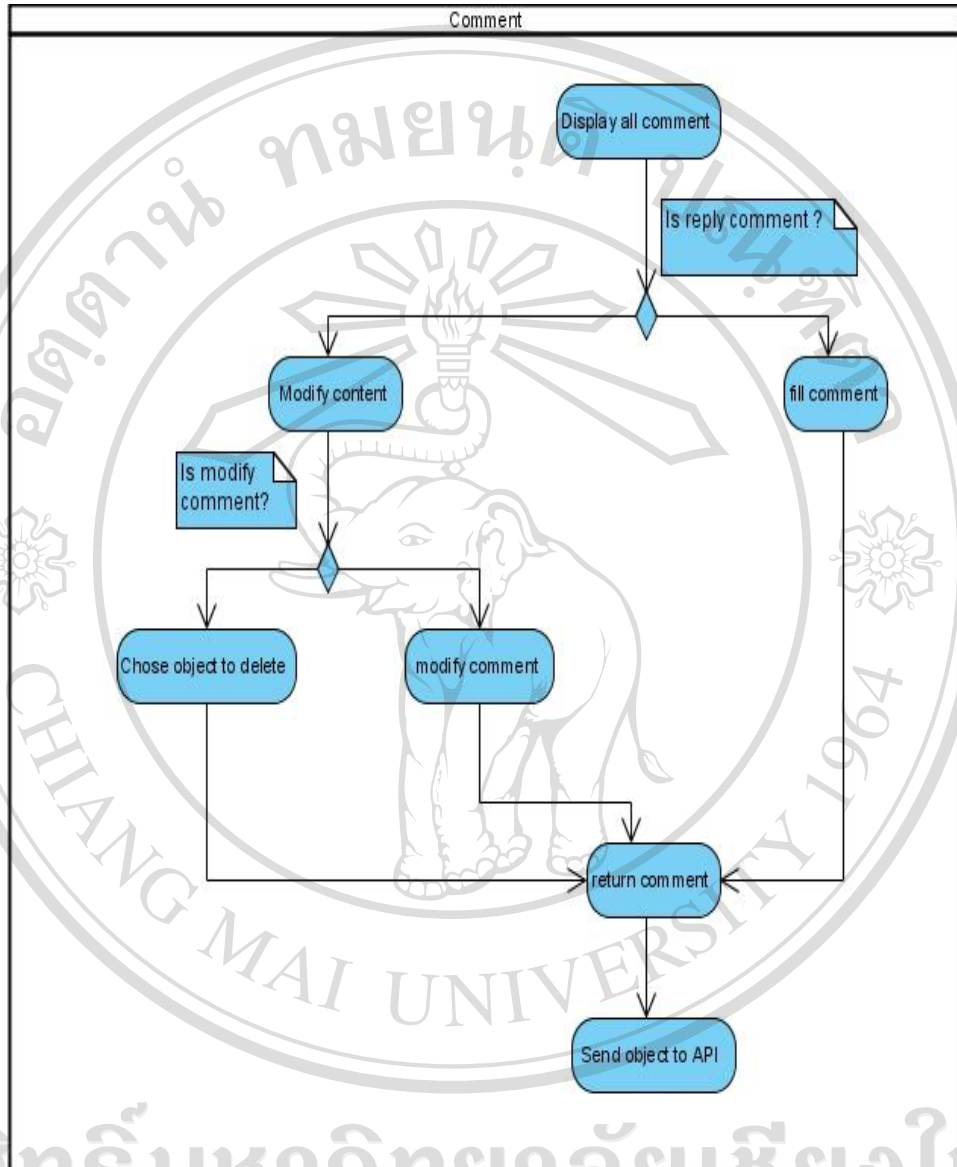 Comment
Display all comment
Is reply comment ?
Modify content
fill comment
Is modify
comment?
Chose object to delete
modify comment
return comment
Send object to API
CHIANG MAI UNIVERSITY 1964